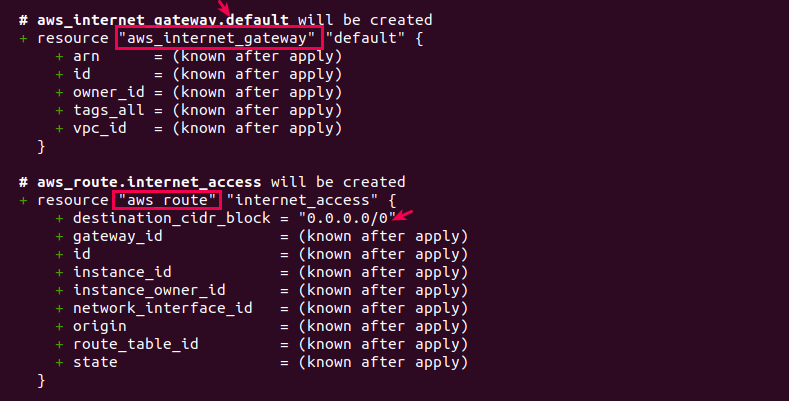 # aws_internet_gateway.default will be created
+ resource "aws_internet_gateway" "default" {
+ arn = (known after apply)
+ id = (known after apply)
+ owner_id = (known after apply)
+ tags_all = (known after apply)
+ vpc_id = (known after apply)
}
# aws_route.internet_access will be created
+ resource "aws_route" "internet_access" {
+ destination_cidr_block = "0.0.0.0/0"
+ gateway_id = (known after apply)
+ id = (known after apply)
+ instance_id = (known after apply)
+ instance_owner_id = (known after apply)
+ network_interface_id = (known after apply)
+ origin = (known after apply)
+ route_table_id = (known after apply)
+ state = (known after apply)
}